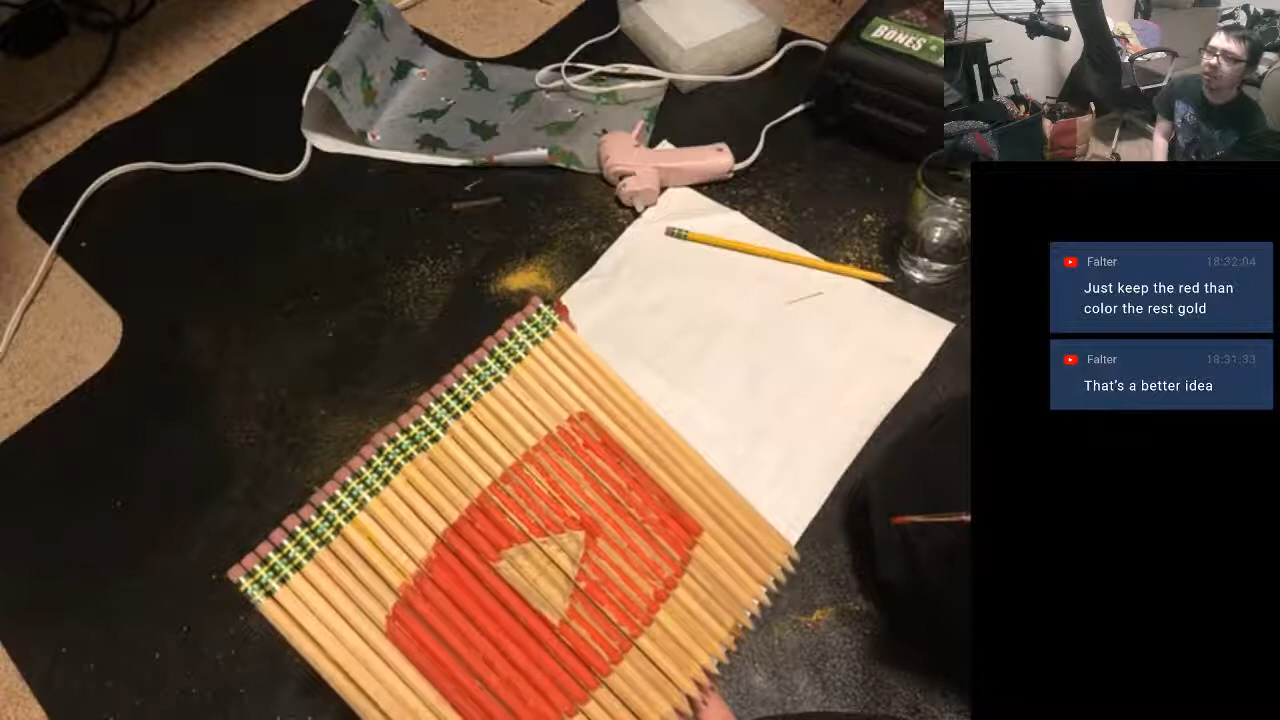 BONES
Falter 18:32:04
Just keep the red than
color the rest gold
Falter 18:31:33
That's a better idea